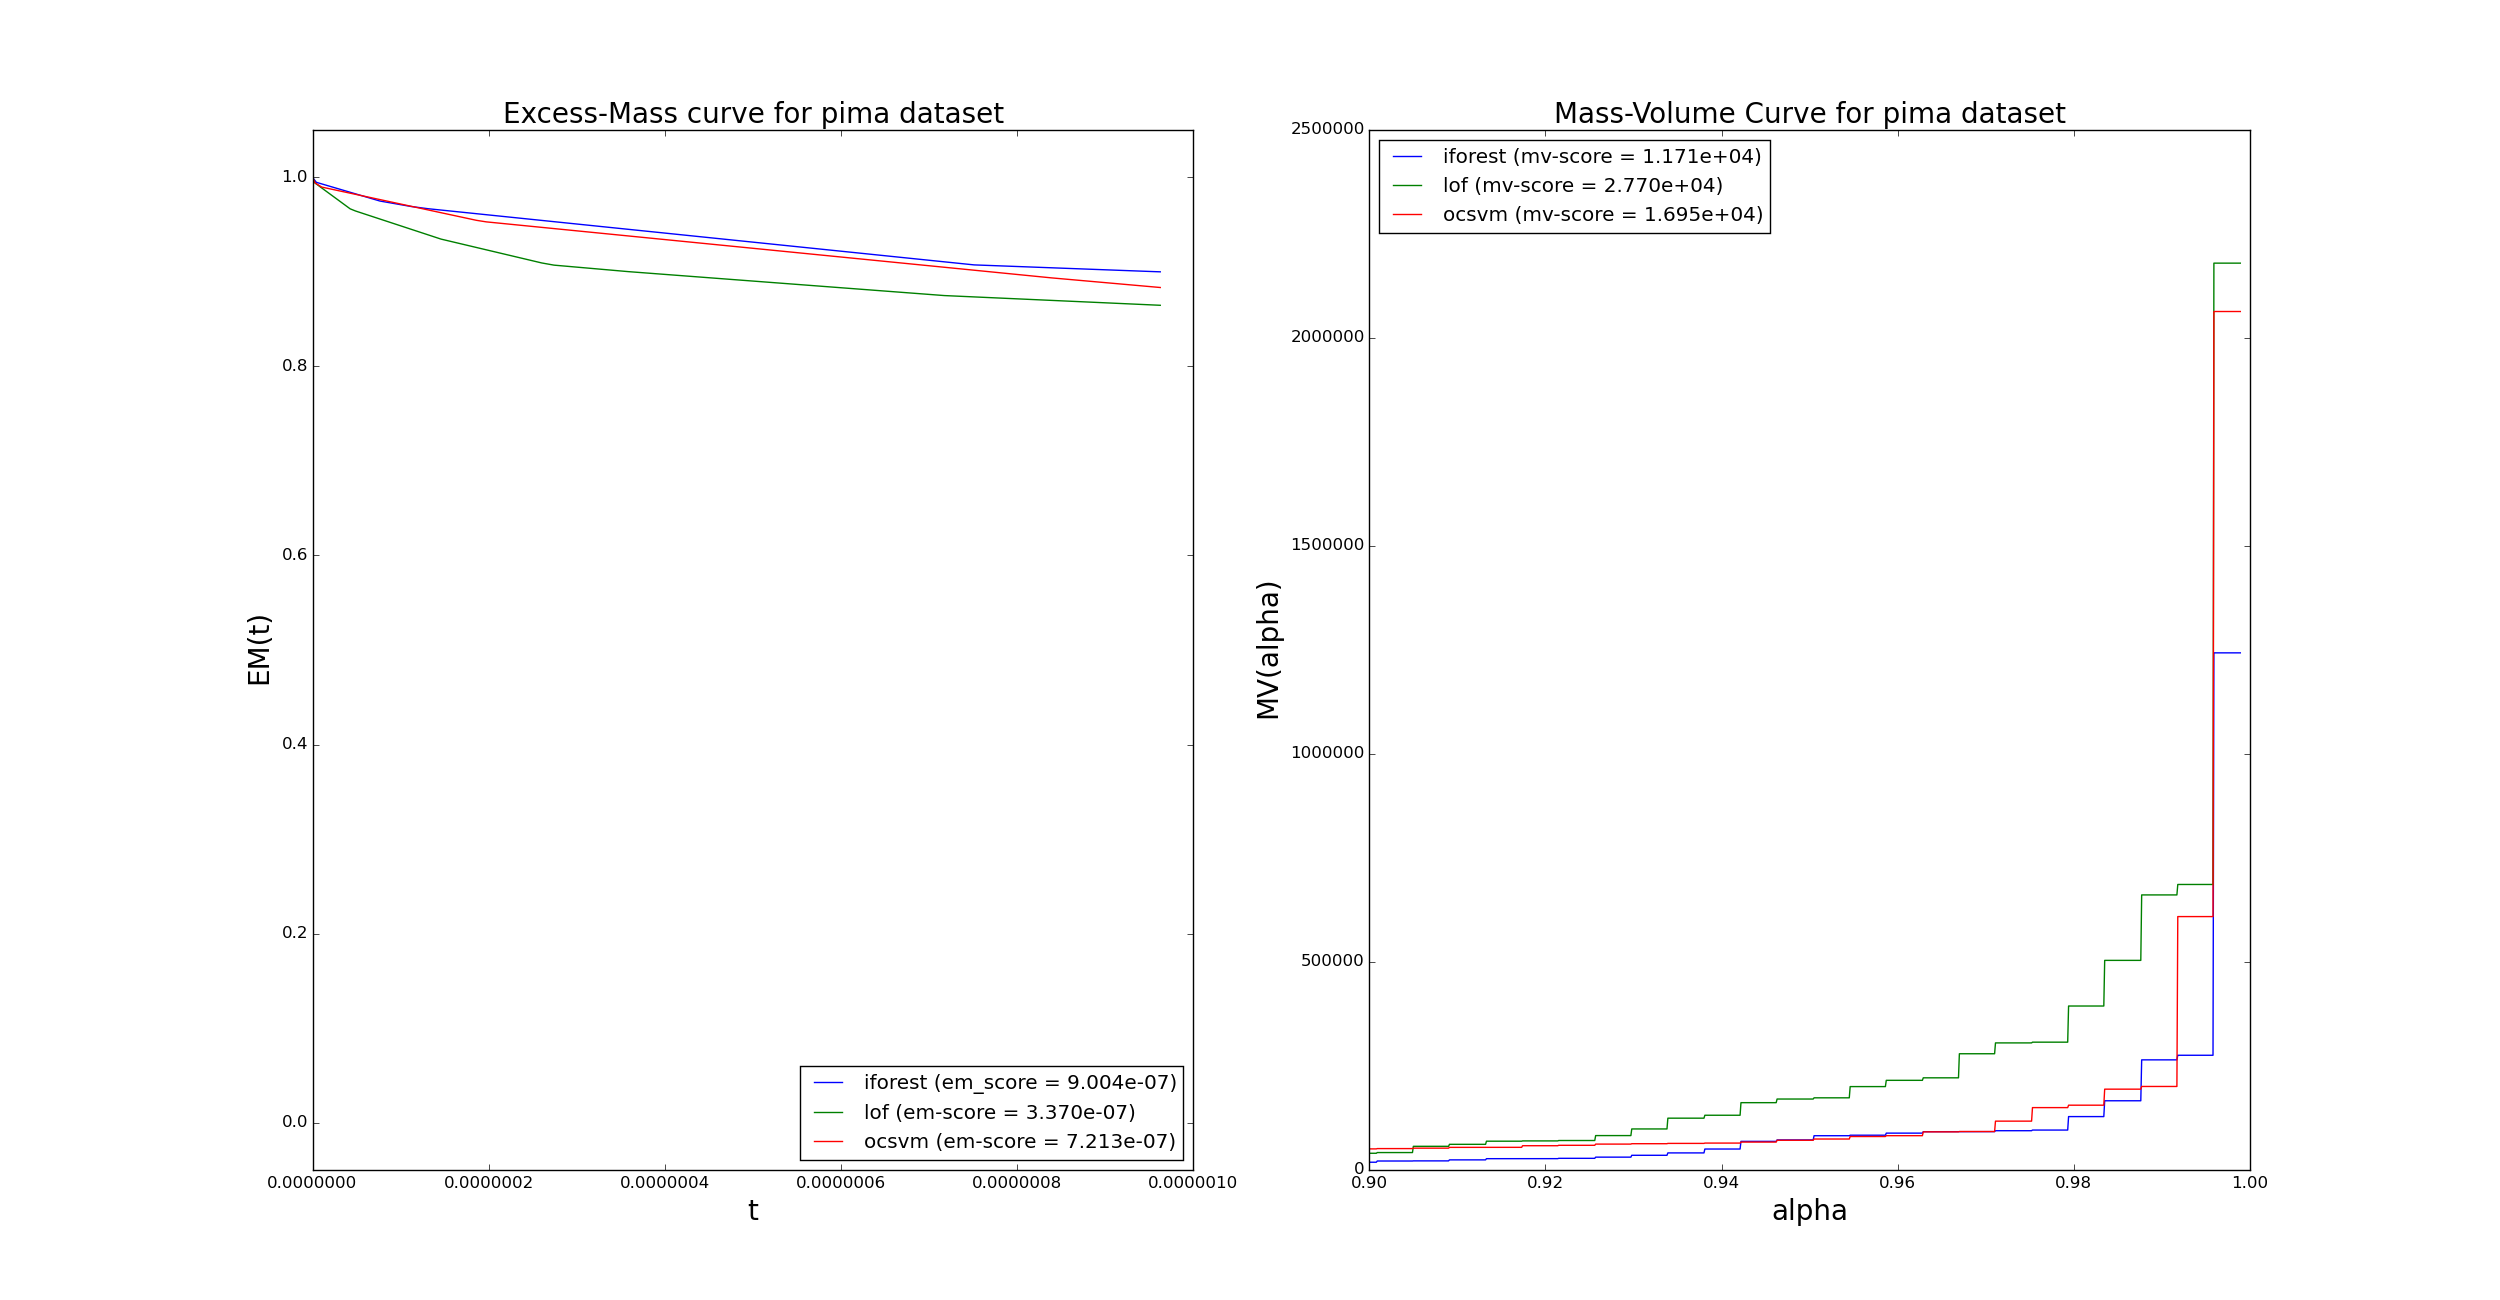 Excess-Mass curve for pima dataset
1.0
0.8
0.6
0.4
0.2
0.0
EM(t)
iforest (em_score = 9.004e-07)
lof (em-score = 3.370e-07)
ocsvm (em-score = 7.213e-07)
0.0000000 0.0000002 0.0000004 0.0000006 0.0000008 0.0000010
t
Mass-Volume Curve for pima dataset
2500000
2000000
1500000
1000000
500000
0
MV(alpha)
iforest (mv-score = 1.171e+04)
lof (mv-score = 2.770e+04)
ocsvm (mv-score = 1.695e+04)
0.90 0.92 0.94 0.96 0.98 1.00
alpha